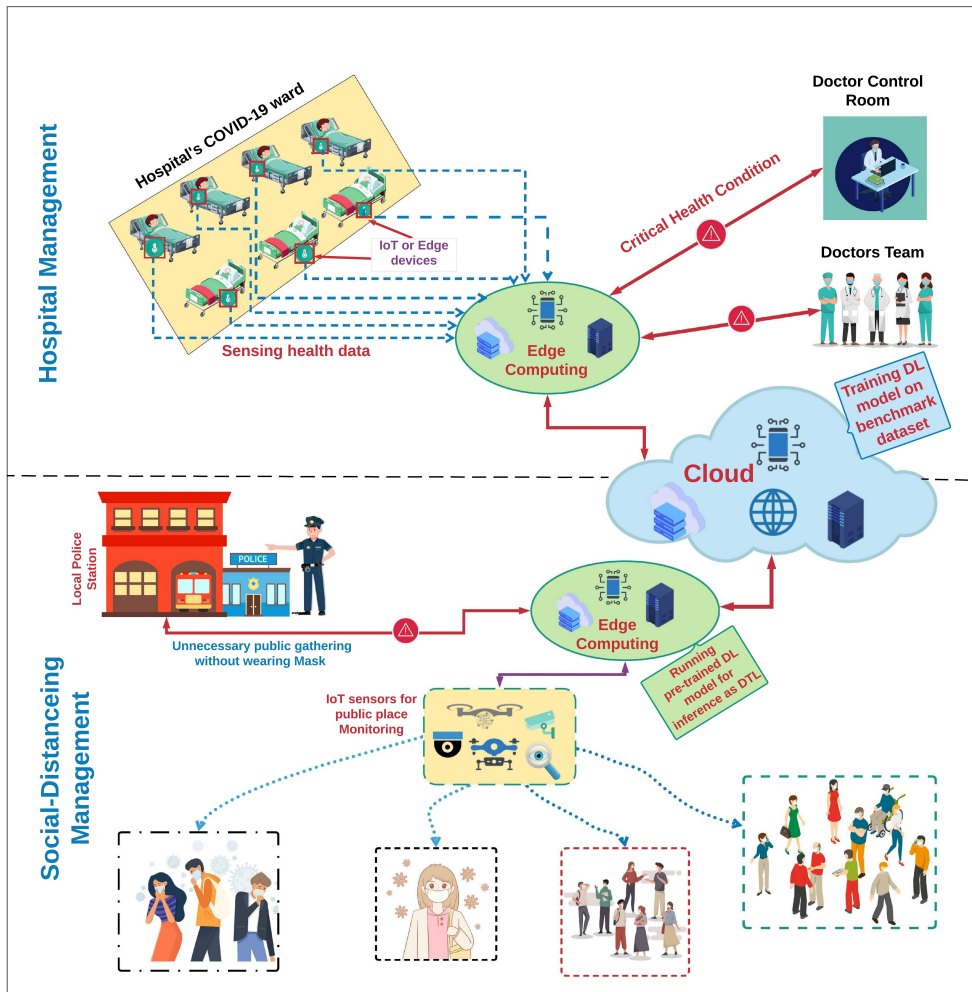 Hospital Management
Hospital's COVID-19 ward
IoT or Edge
devices
Sensing health data
Critical Health Condition
Doctor Control
Room
Doctors Team
Edge
Computing
Training DL
model on
benchmark
dataset
Cloud
Local Police
Station
POLICE
Unnecessary public gathering
without wearing Mask
Edge
Computing
Running
pre-trained DL
model for
inference as DTL
Social-Distanceing
Management
IoT sensors for
public place
Monitoring